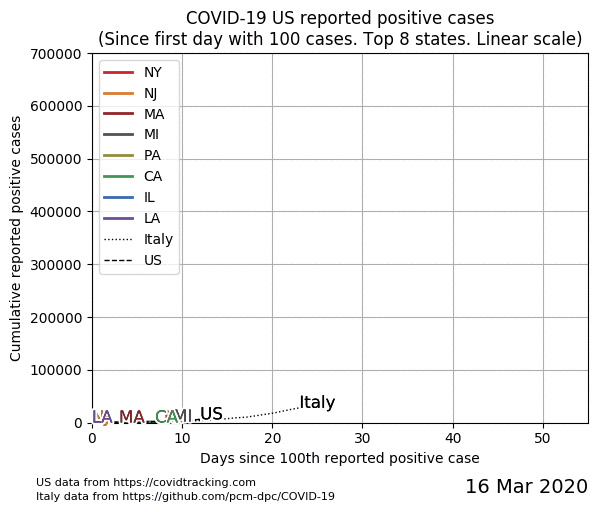 COVID-19 US reported positive cases
(Since first day with 100 cases. Top 8 states. Linear scale)
700000
600000
500000
400000
300000
200000
100000
0
Cumulative reported positive cases
NY
NJ
MA
MI
PA
CA
IL
LA
Italy
US
LA MA CA MI US Italy
0 10 20 30 40 50
Days since 100th reported positive case
US data from https://covidtracking.com
Italy data from https://github.com/pcm-dpc/COVID-19
16 Mar 2020